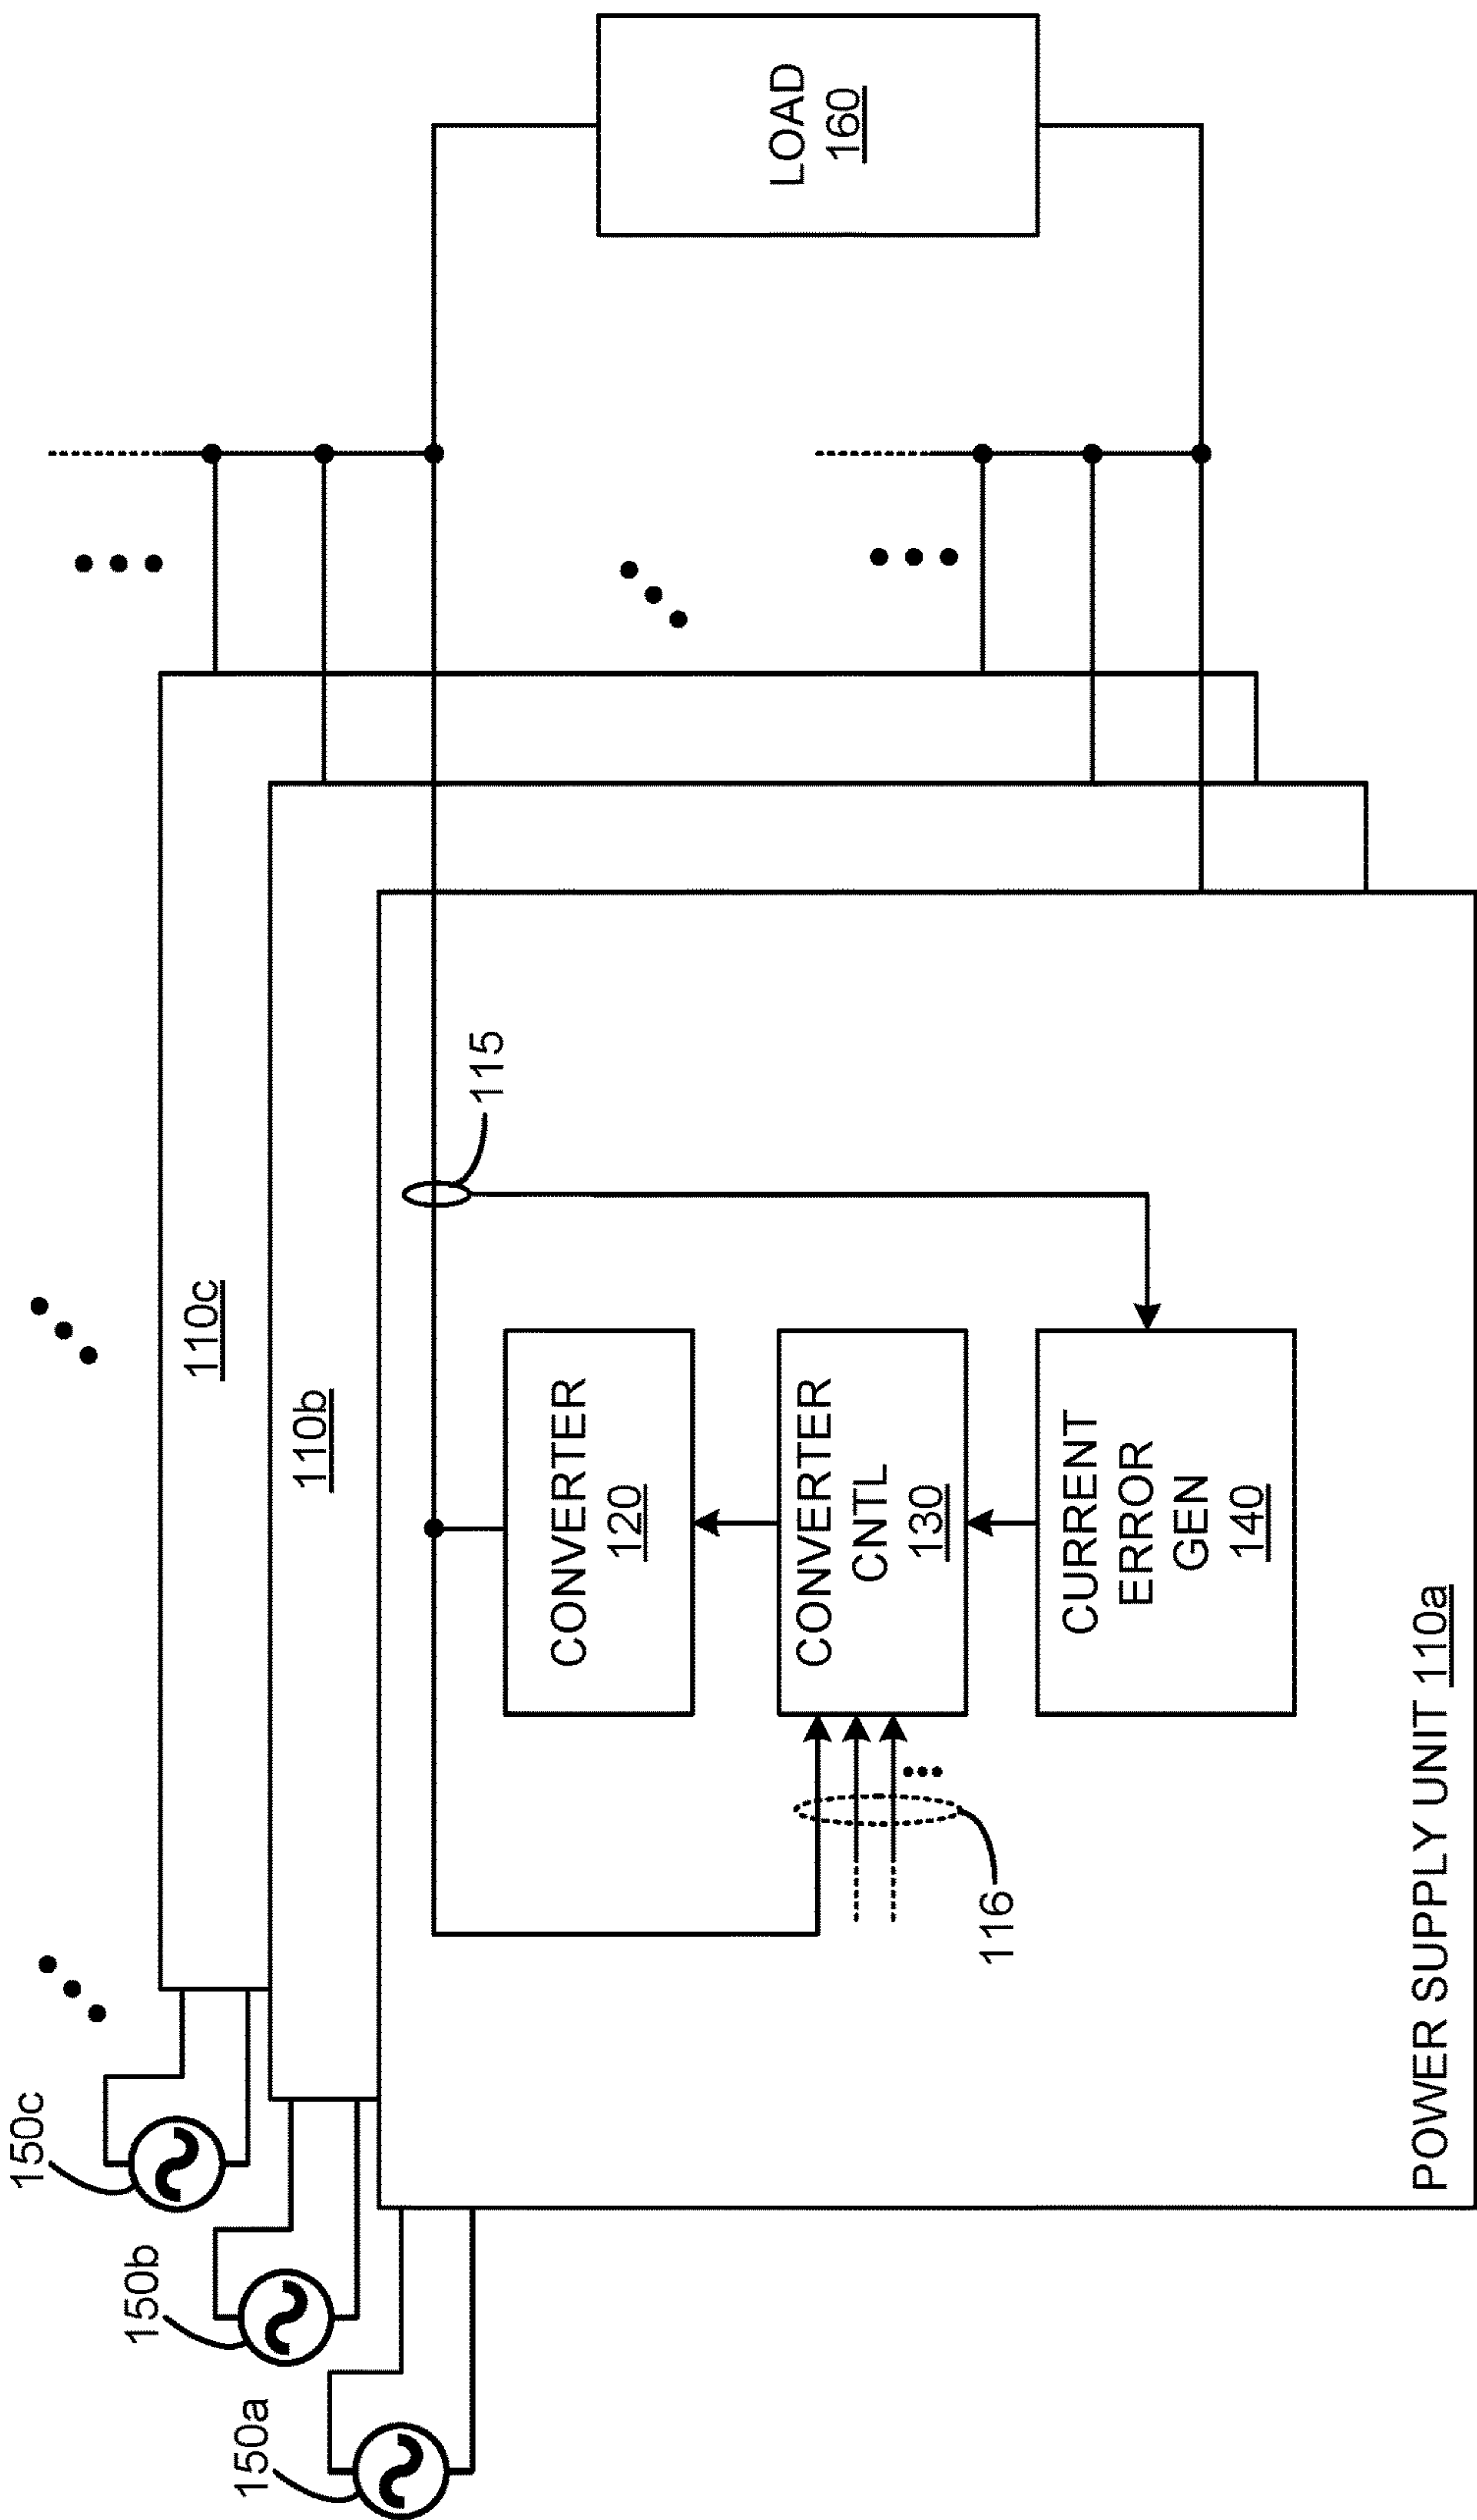 150c
150b
150a
110c
110b
115
CONVERTER
120
CONVERTER
CNTL
130
116
CURRENT
ERROR
GEN
140
POWER SUPPLY UNIT 110a
LOAD
160